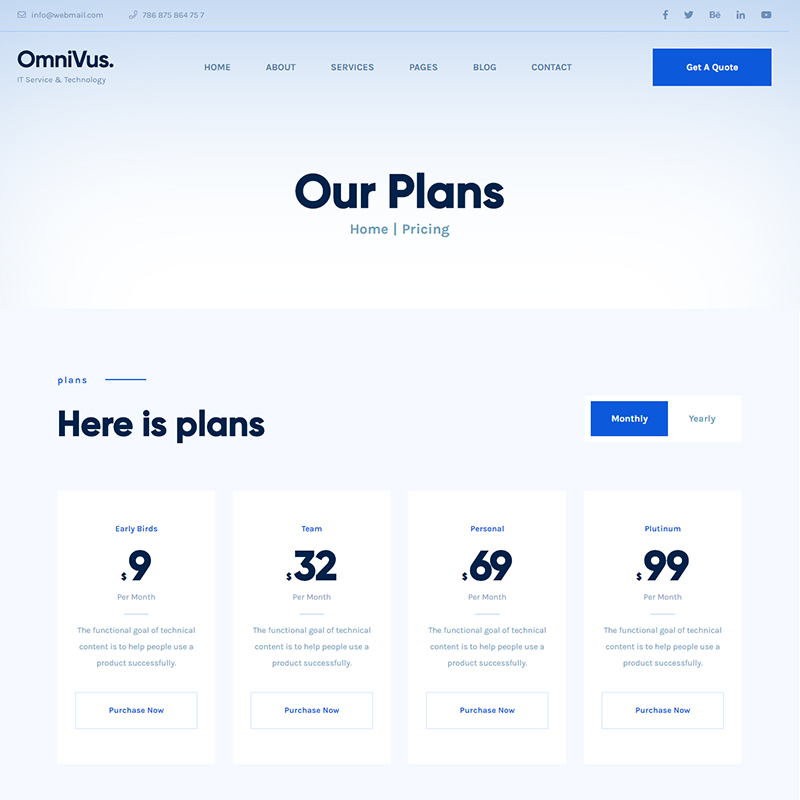 info@webmail.com 786 875 864 75 7
OmniVus.
IT Service & Technology
HOME ABOUT SERVICES PAGES BLOG CONTACT
Get A Quote
Our Plans
Home | Pricing
plans
Here is plans
Monthly Yearly
Early Birds
$9
Per Month
The functional goal of technical
content is to help people use a
product successfully.
Purchase Now
Team
$32
Per Month
The functional goal of technical
content is to help people use a
product successfully.
Purchase Now
Personal
$69
Per Month
The functional goal of technical
content is to help people use a
product successfully.
Purchase Now
Plutinum
$99
Per Month
The functional goal of technical
content is to help people use a
product successfully.
Purchase Now